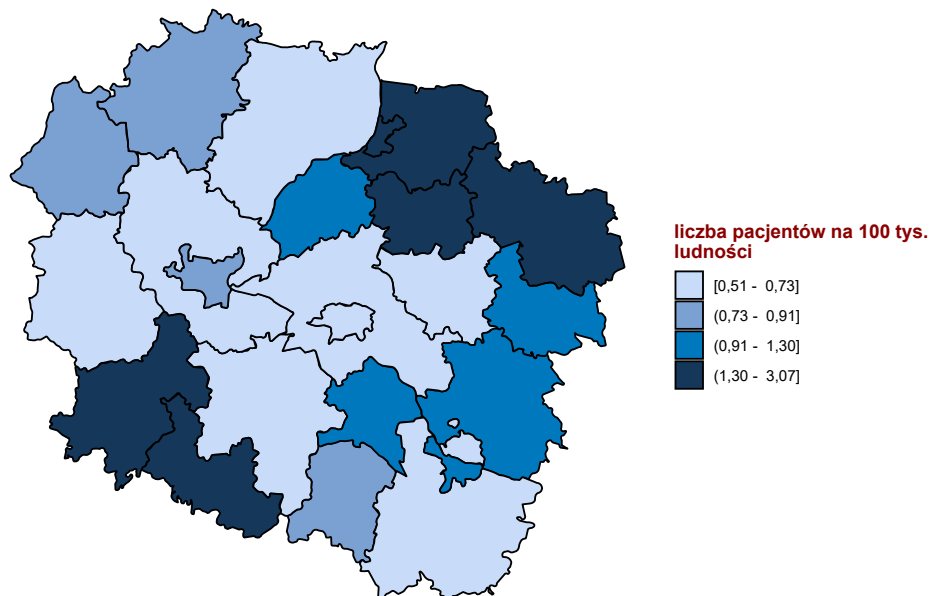 liczba pacjentów na 100 tys.
ludności
[0,51 - 0,73]
(0,73 - 0,91]
(0,91 - 1,30]
(1,30 - 3,07]